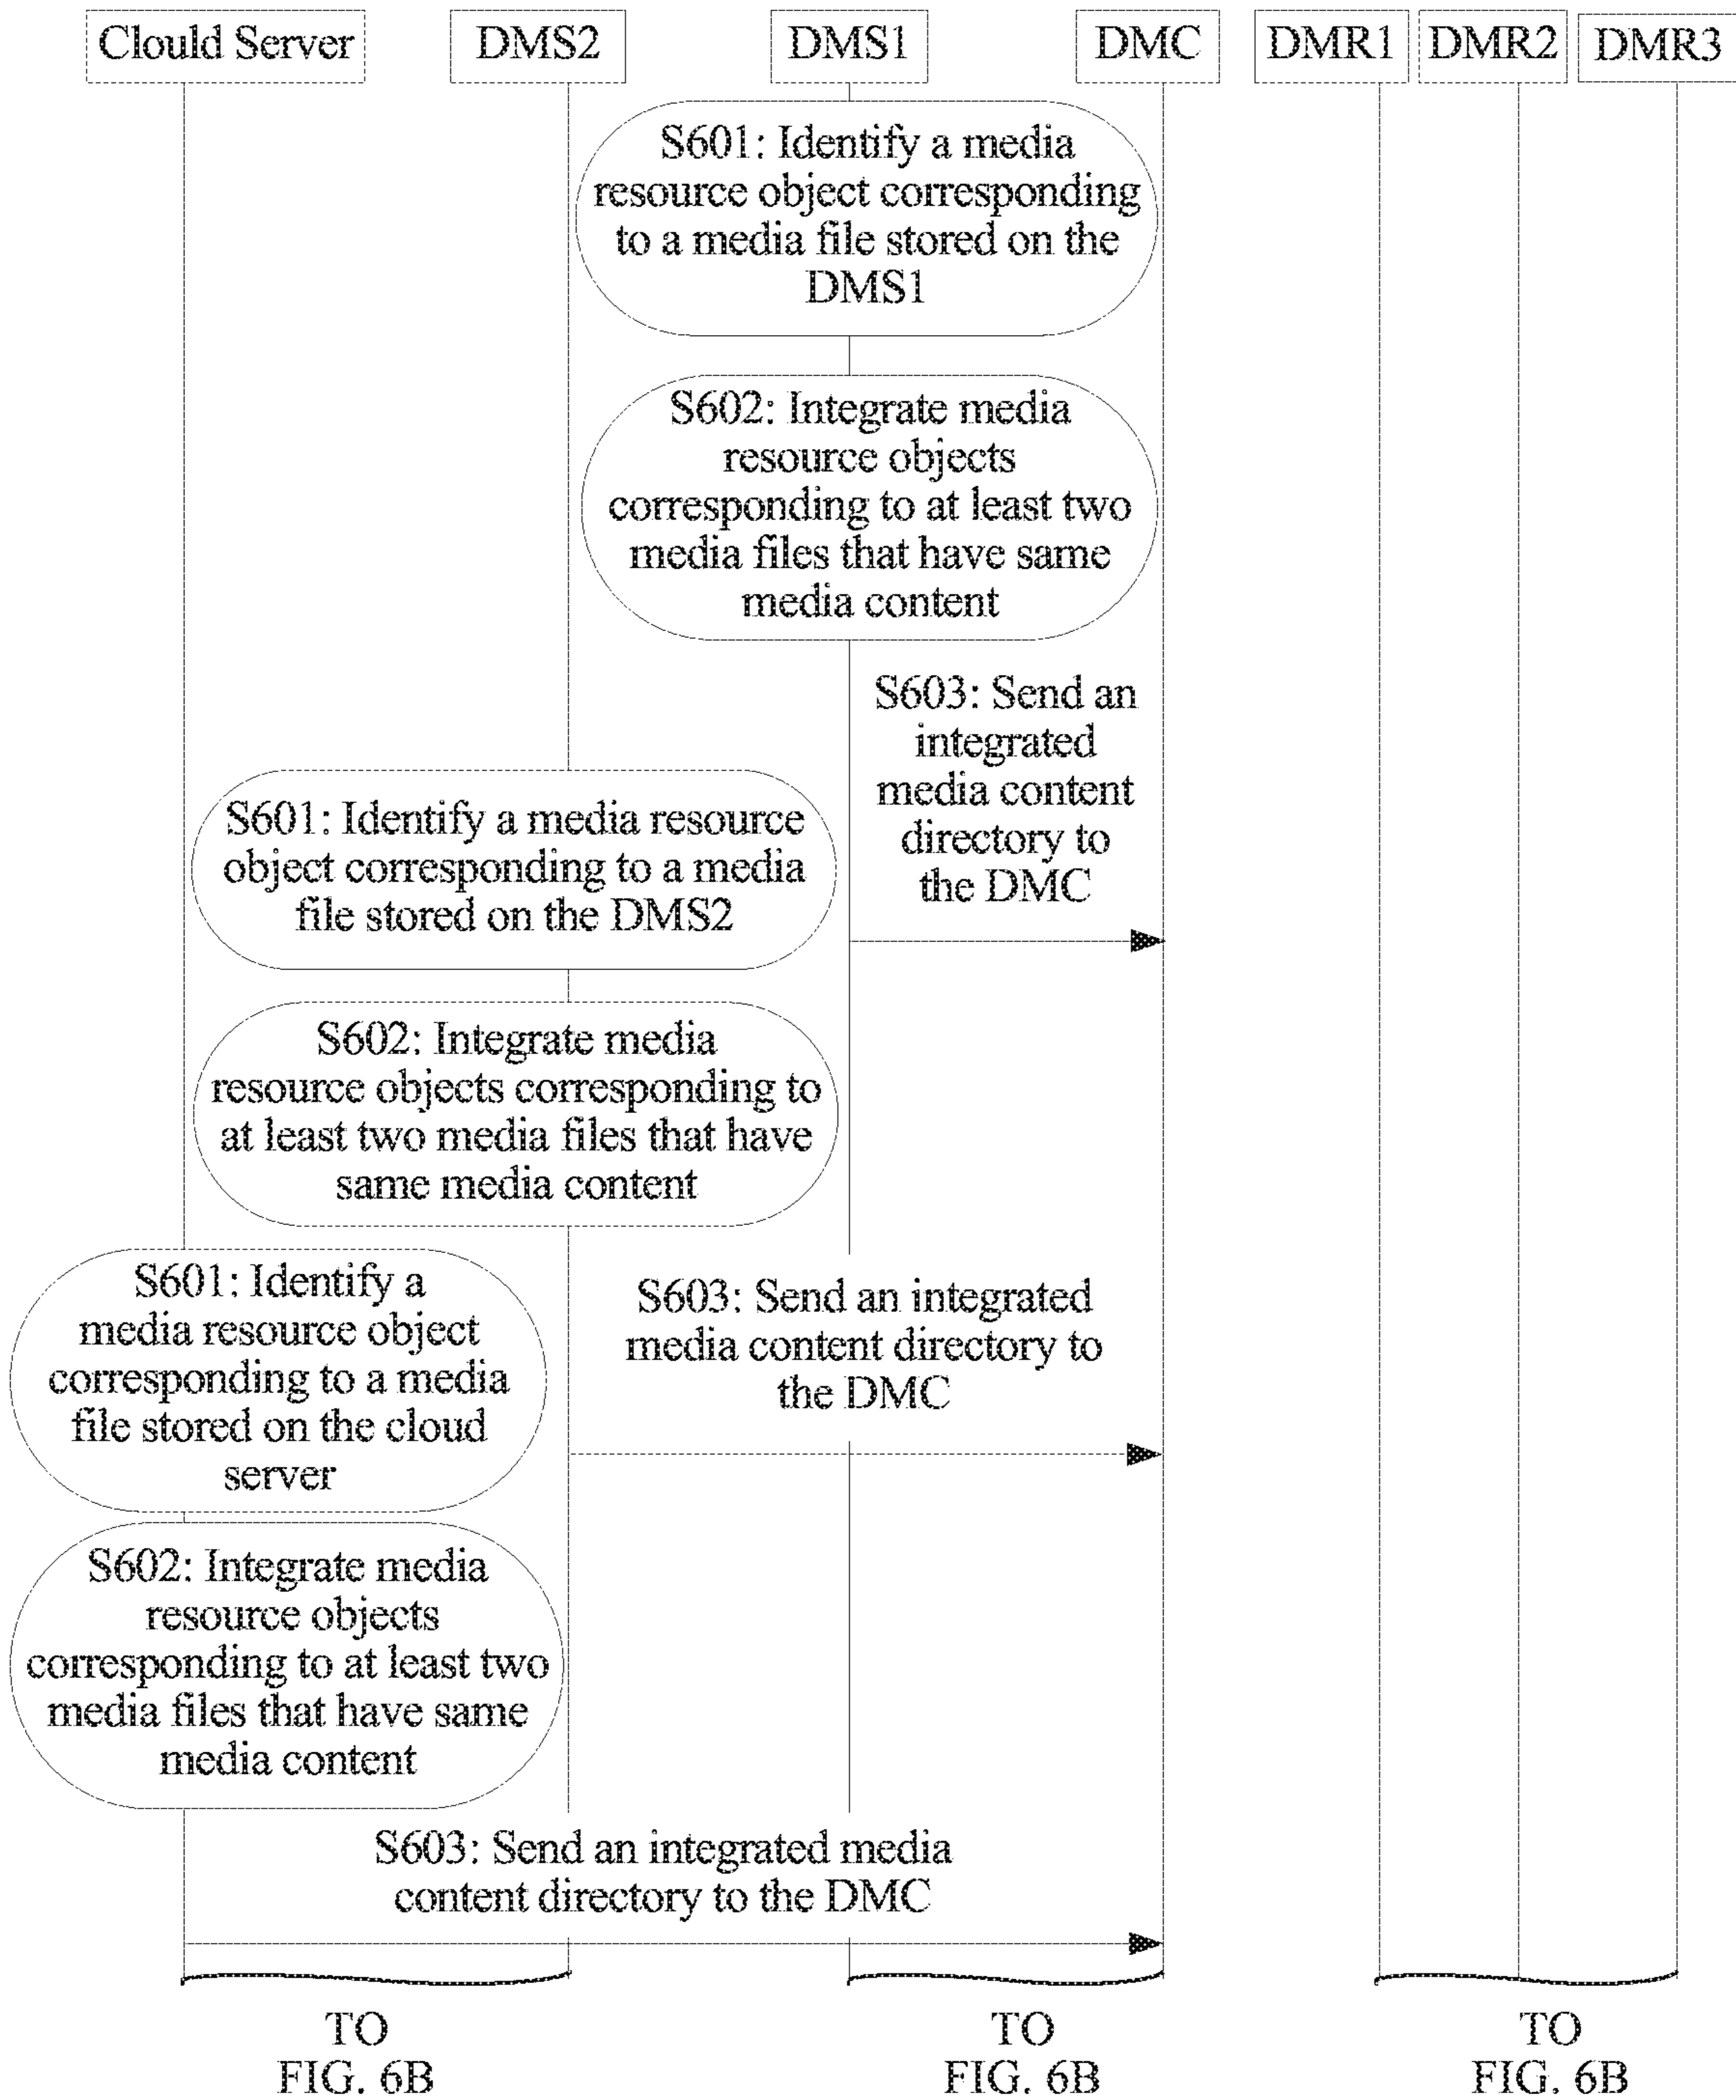 Clould Server
DMS2
DMS1
DMC
DMR1
DMR2
DMR3
S601: Identify a media
resource object corresponding
to a media file stored on the
DMS1
S602: Integrate media
resource objects
corresponding to at least two
media files that have same
media content
S603: Send an
integrated
media content
directory to
the DMC
S601: Identify a media resource
object corresponding to a media
file stored on the DMS2
S602: Integrate media
resource objects corresponding to
at least two media files that have
same media content
S603: Send an integrated
media content directory to
the DMC
S601: Identify a
media resource object
corresponding to a media
file stored on the cloud
server
S602: Integrate media
resource objects
corresponding to at least two
media files that have same
media content
S603: Send an integrated media
content directory to the DMC
TO
FIG. 6B
TO
FIG. 6B
TO
FIG. 6B